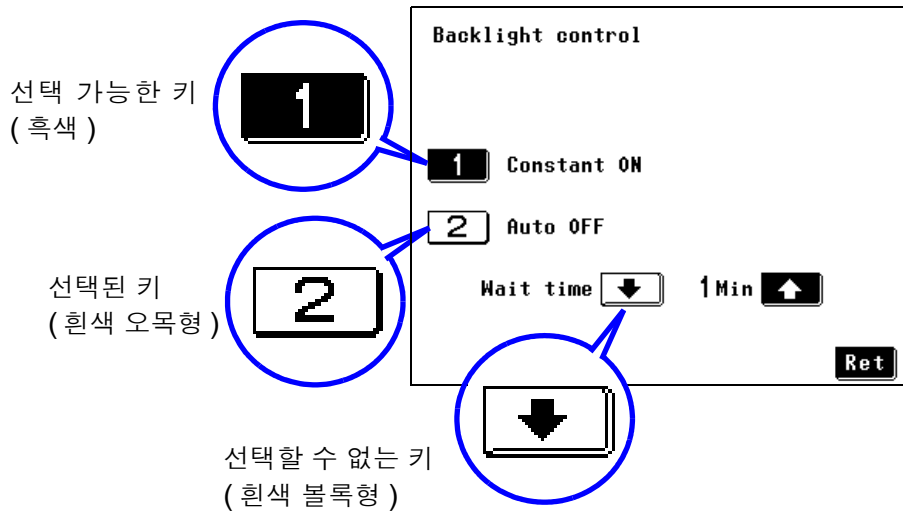 Backlight control
선택 가능한 키
( 흑색 )
1
1 Constant ON
2 Auto OFF
선택된 키
( 흰색 오목형 )
2
Wait time 1 Min
Ret
선택할 수 없는 키
( 흰색 볼록형 )